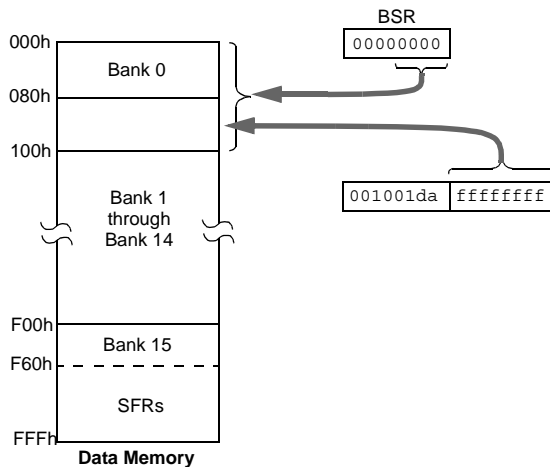 BSR
00000000
000h
Bank 0
080h
100h
001001da ffffffff
Bank 1
through
Bank 14
F00h
Bank 15
F60h
SFRs
FFFh
Data Memory